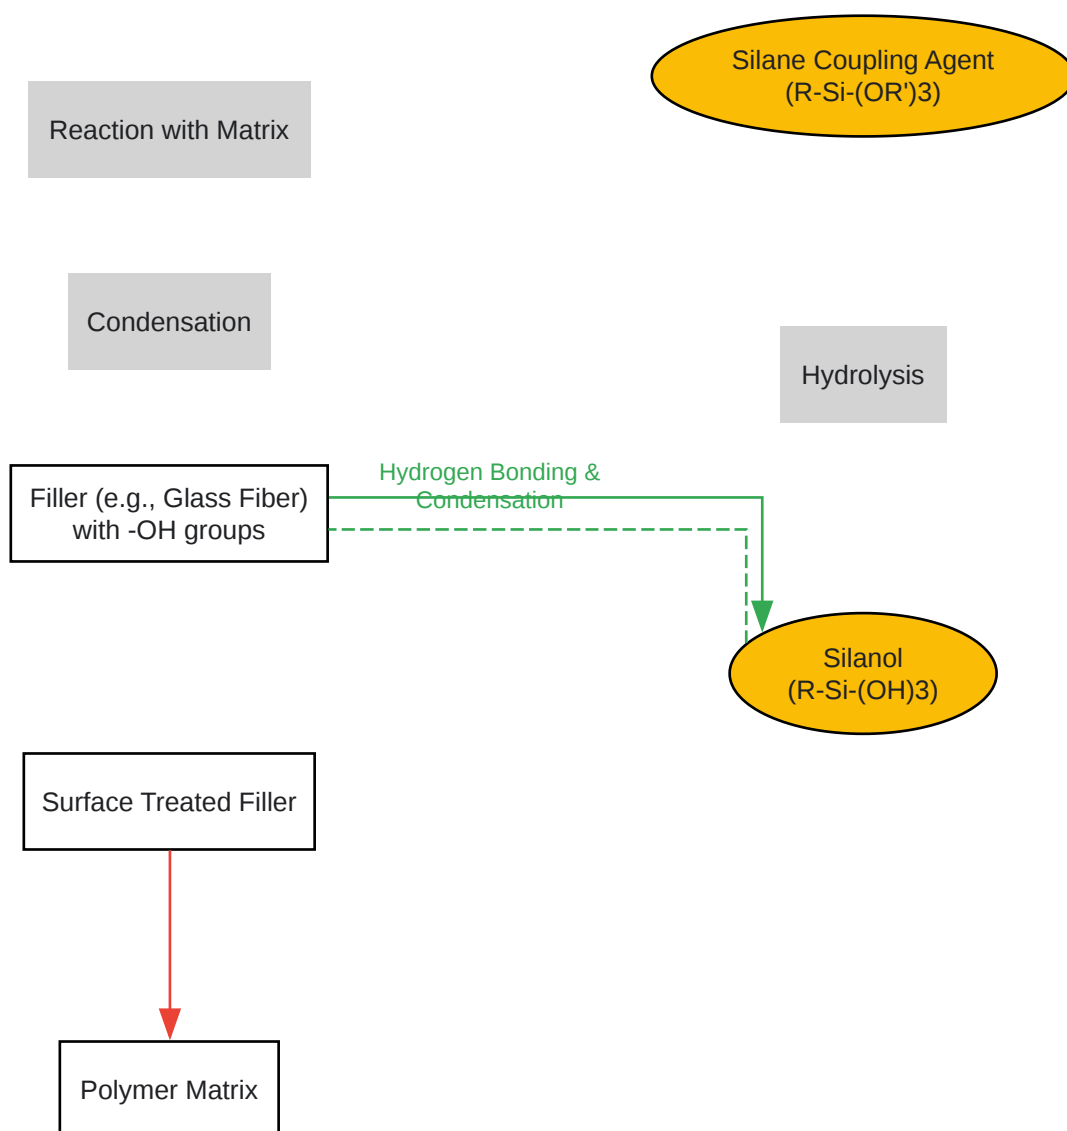 Silane Coupling Agent
(R-Si-(OR')3)
Reaction with Matrix
Condensation
Hydrolysis
Hydrogen Bonding &
Condensation
Filler (e.g., Glass Fiber)
with -OH groups
Silanol
(R-Si-(OH)3)
Surface Treated Filler
Polymer Matrix